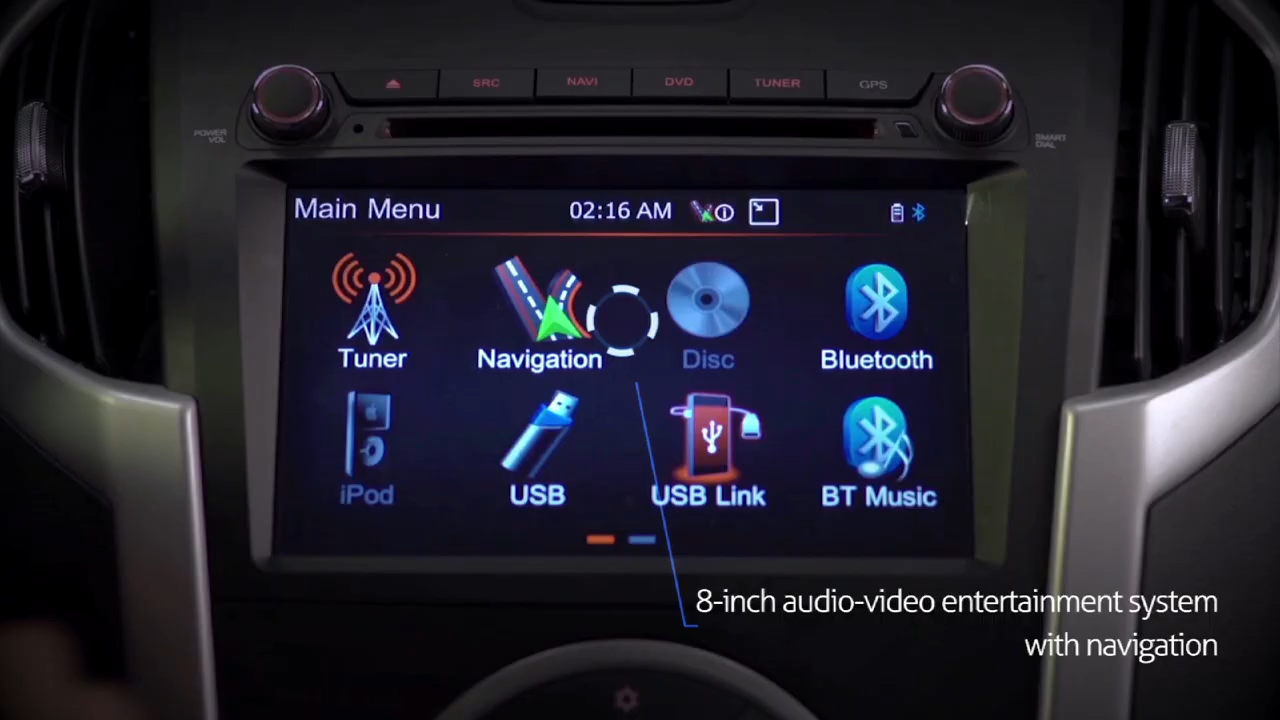 SRC NAVI DVD TUNER GPS
POWER
VOL
SMART
DIAL
Main Menu 02:16 AM
Tuner Navigation Disc Bluetooth
iPod USB USB Link BT Music
8-inch audio-video entertainment system
with navigation